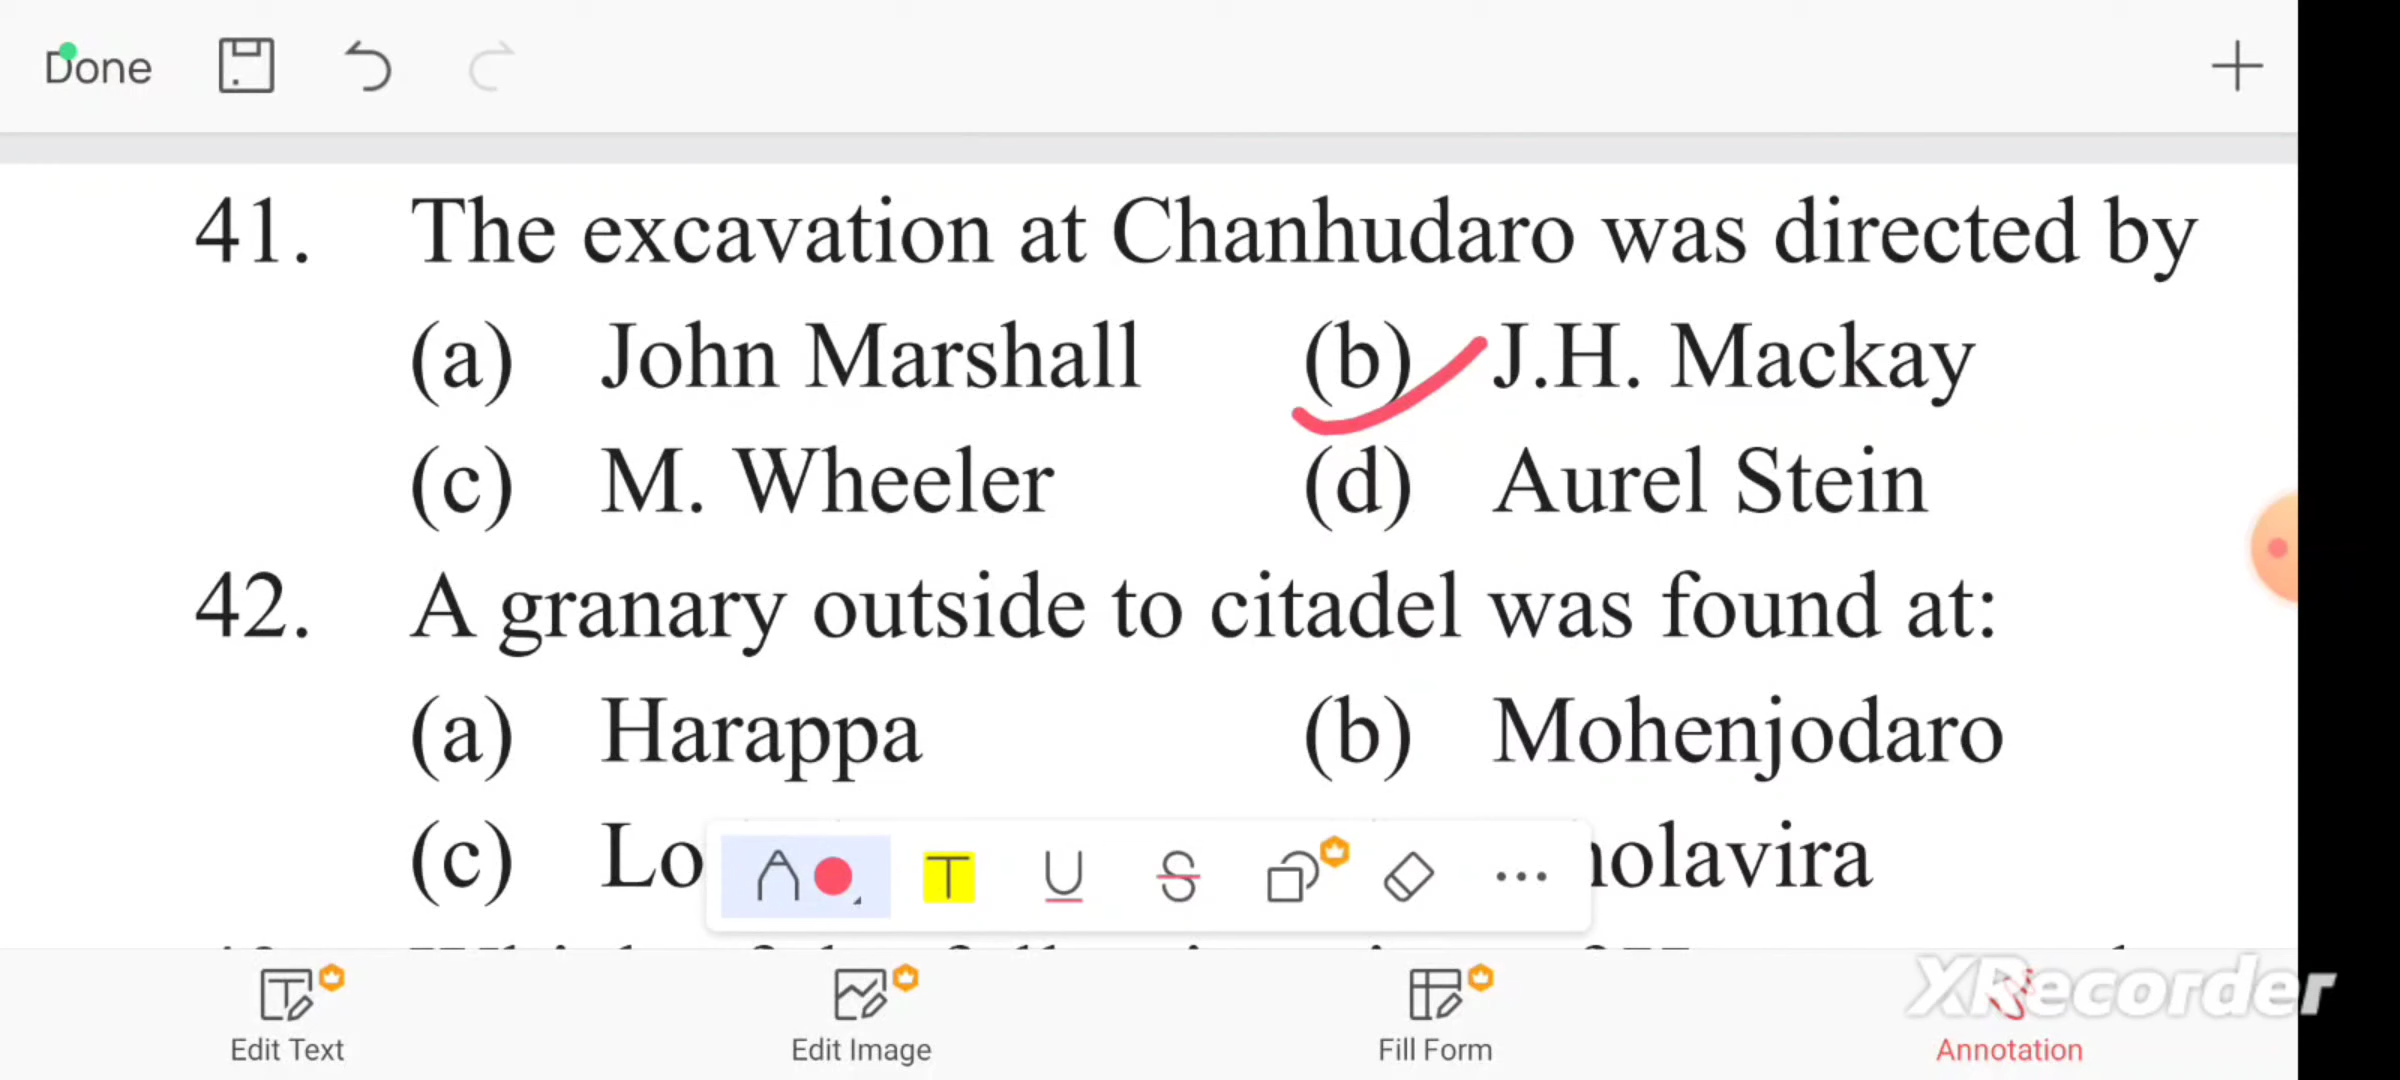 Done
41. The excavation at Chanhudaro was directed by
(a) John Marshall (b) J.H. Mackay
(c) M. Wheeler (d) Aurel Stein
42. A granary outside to citadel was found at:
(a) Harappa (b) Mohenjodaro
(c) Lo holavira
Edit Text
Edit Image
Fill Form
Annotation
XRecorder